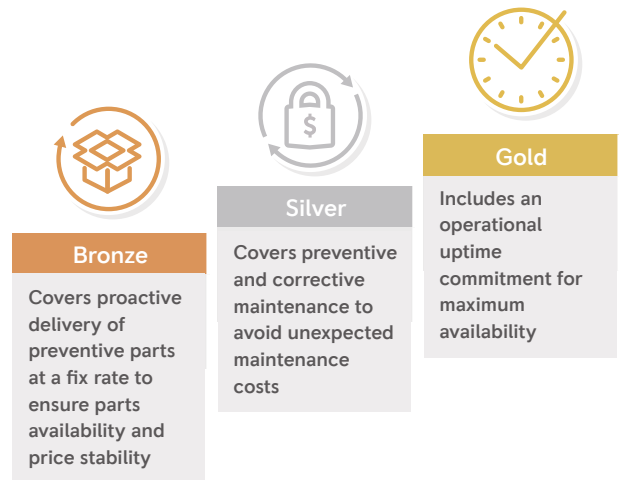 Bronze
Covers proactive
delivery of
preventive parts
at a fix rate to
ensure parts
availability and
price stability
$
Silver
Covers preventive
and corrective
maintenance to
avoid unexpected
maintenance
costs
Gold
Includes an
operational
uptime
commitment for
maximum
availability